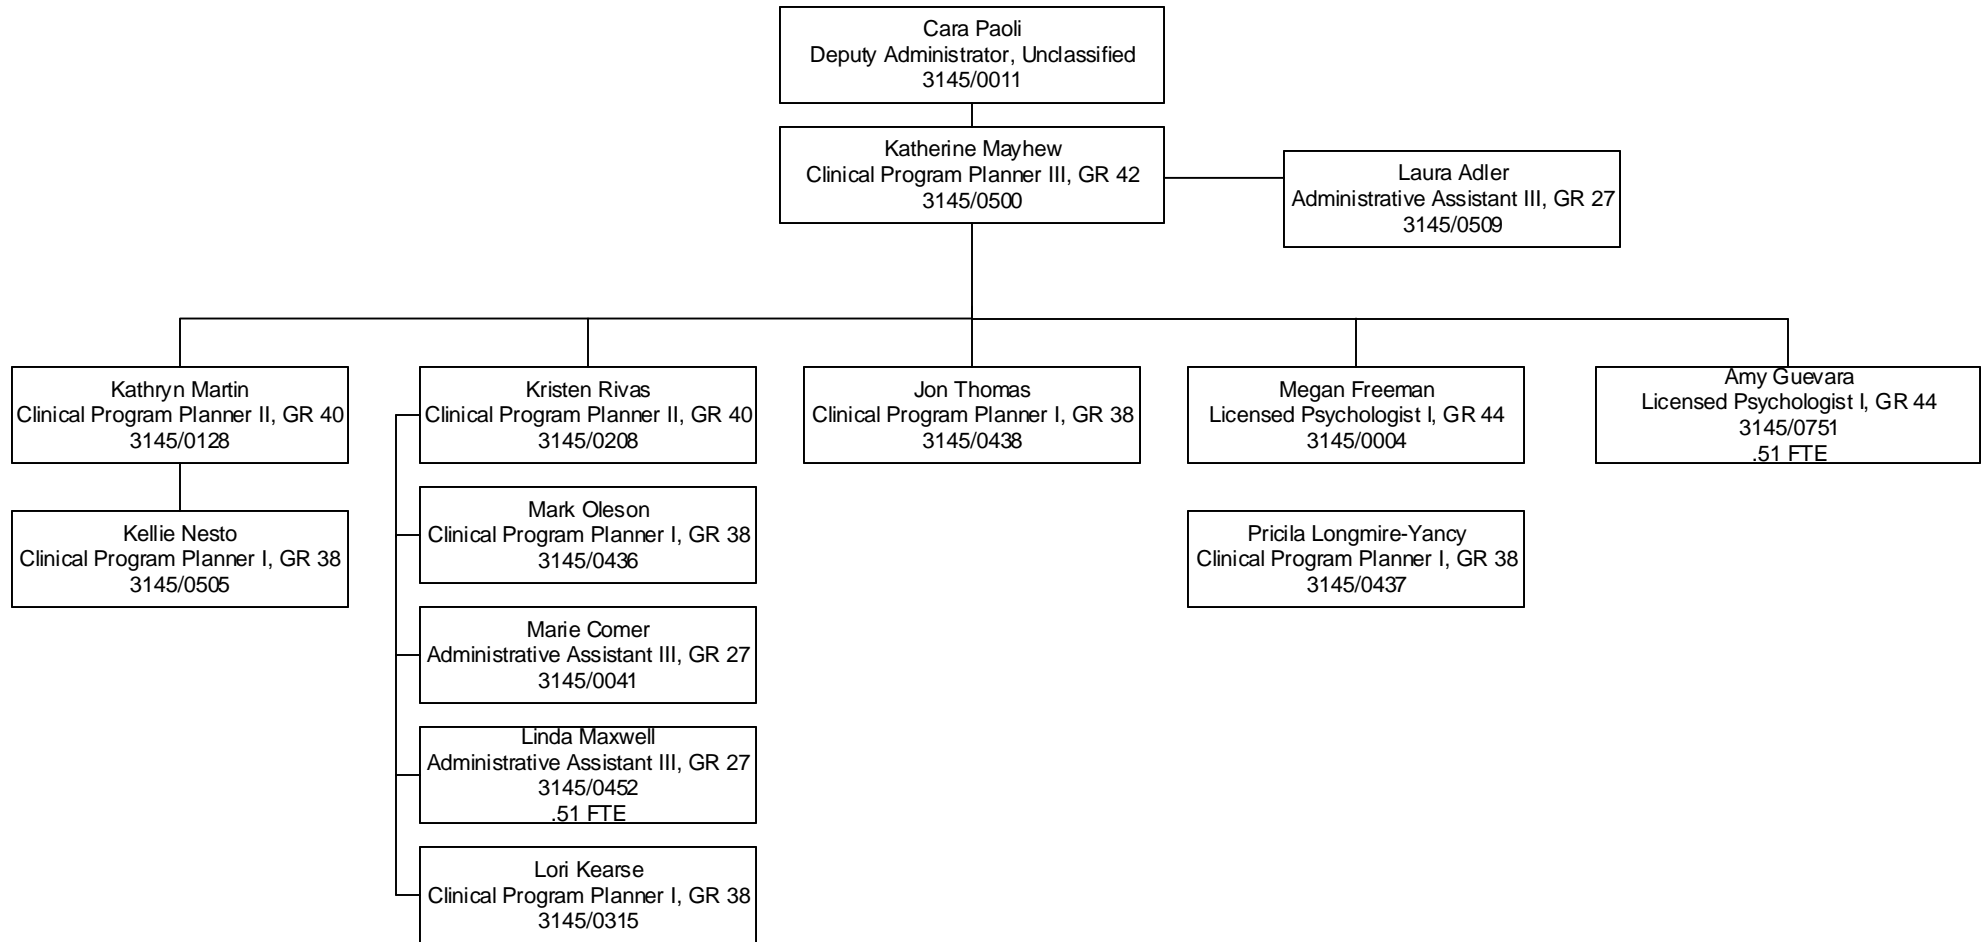 Cara Paoli
Deputy Administrator, Unclassified
3145/0011
Katherine Mayhew
Clinical Program Planner III, GR 42
3145/0500
Laura Adler
Administrative Assistant III, GR 27
3145/0509
Kathryn Martin
Clinical Program Planner II, GR 40
3145/0128
Kellie Nesto
Clinical Program Planner I, GR 38
3145/0505
Kristen Rivas
Clinical Program Planner II, GR 40
3145/0208
Mark Oleson
Clinical Program Planner I, GR 38
3145/0436
Marie Comer
Administrative Assistant III, GR 27
3145/0041
Linda Maxwell
Administrative Assistant III, GR 27
3145/0452
.51 FTE
Lori Kearse
Clinical Program Planner I, GR 38
3145/0315
Jon Thomas
Clinical Program Planner I, GR 38
3145/0438
Megan Freeman
Licensed Psychologist I, GR 44
3145/0004
Pricila Longmire-Yancy
Clinical Program Planner I, GR 38
3145/0437
Amy Guevara
Licensed Psychologist I, GR 44
3145/0751
.51 FTE